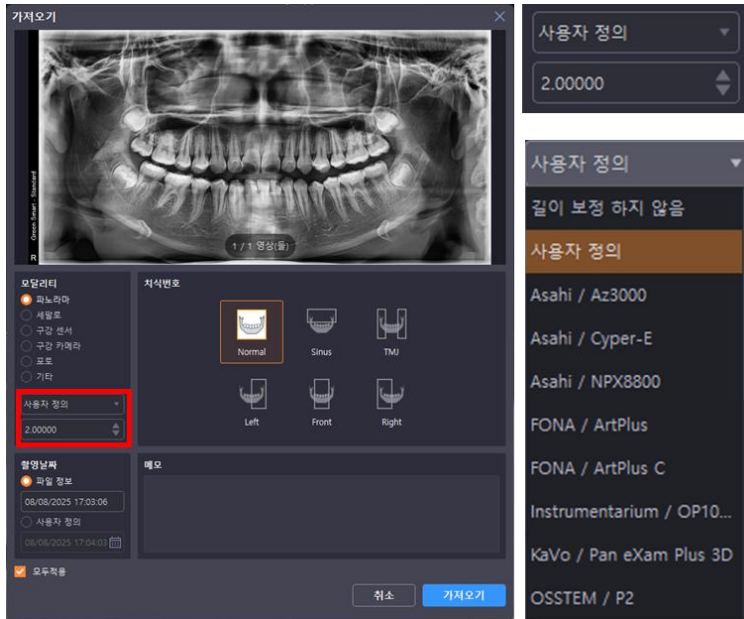 가져오기
Green Smart - Standard
R
1 / 1 영상(들)
모달리티
파노라마
세팔로
구강 센서
구강 카메라
포토
기타
사용자 정의
2.00000
치식번호
Normal
Sinus
TMJ
Left
Front
Right
촬영날짜
파일 정보
08/08/2025 17:03:06
사용자 정의
08/08/2025 17:04:03
메모
모두적용
취소
가져오기
사용자 정의
2.00000
사용자 정의
길이 보정 하지 않음
사용자 정의
Asahi / Az3000
Asahi / Cyper-E
Asahi / NPX8800
FONA / ArtPlus
FONA / ArtPlus C
Instrumentarium / OP10...
KaVo / Pan eXam Plus 3D
OSSTEM / P2